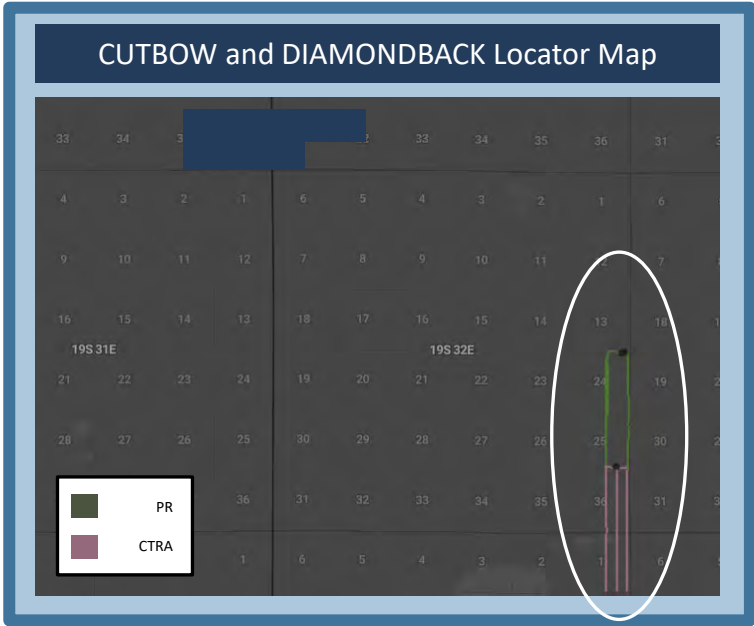 CUTBOW and DIAMONDBACK Locator Map
33 34 33 34 35 36 31
4 3 2 1 6 5 4 3 2 1 6
9 10 11 12 7 8 9 10 11 7
16 15 14 13 18 17 16 15 14 13 18
19S 31E 19S 32E
21 22 23 24 19 20 21 22 23 24 19
28 27 26 25 30 29 28 27 26 25 30
36 31 32 33 34 35 36 31
1 6 5 4 3 2 1 6
PR
CTRA